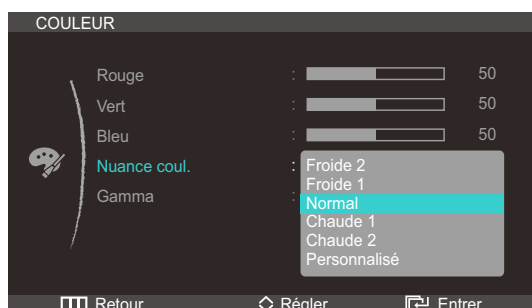 COULEUR
Rouge : 50
Vert : 50
Bleu : 50
Nuance coul. : Froide 2
Froide 1
Gamma : Normal
Chaude 1
Chaude 2
Personnalisé
Retour Régler Entrer